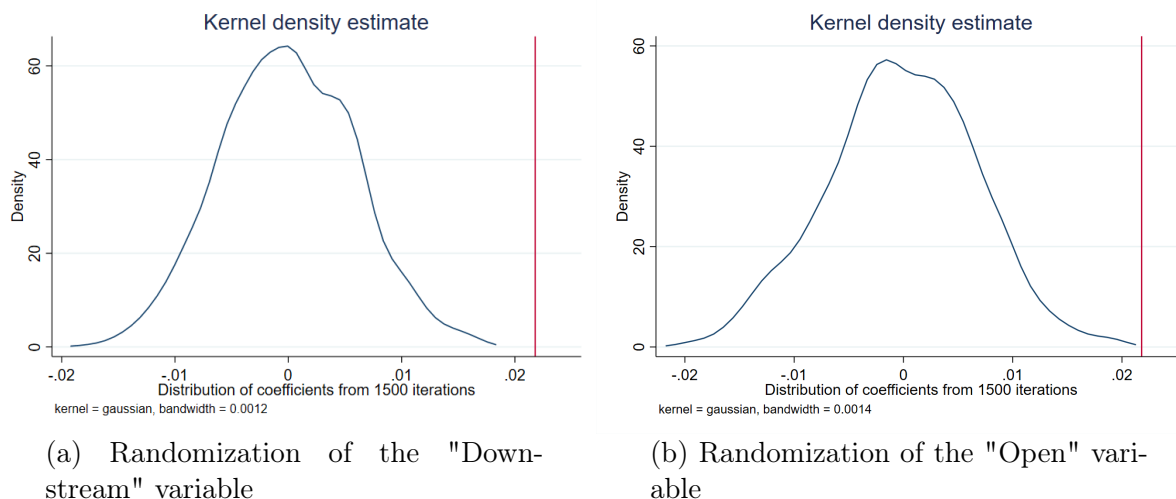 Kernel density estimate
Density
60
40
20
0
-.02
-.01
0
.01
.02
Distribution of coefficients from 1500 iterations
kernel = gaussian, bandwidth = 0.0012
(a) Randomization of the "Down-
stream" variable
Kernel density estimate
Density
60
40
20
0
-.02
-.01
0
.01
.02
Distribution of coefficients from 1500 iterations
kernel = gaussian, bandwidth = 0.0014
(b) Randomization of the "Open" vari-
able